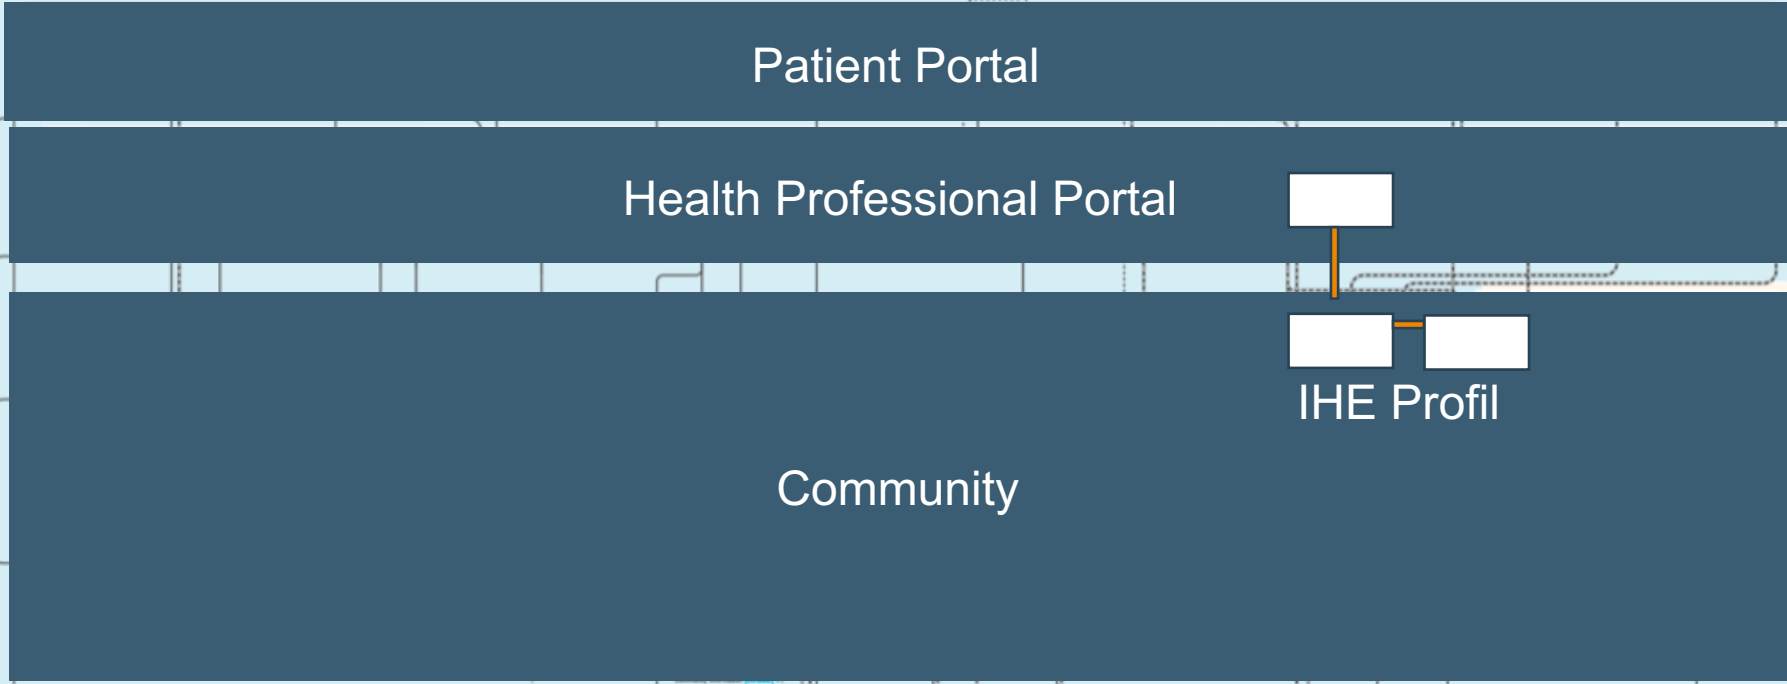 Patient Portal
Health Professional Portal
IHE Profil
Community